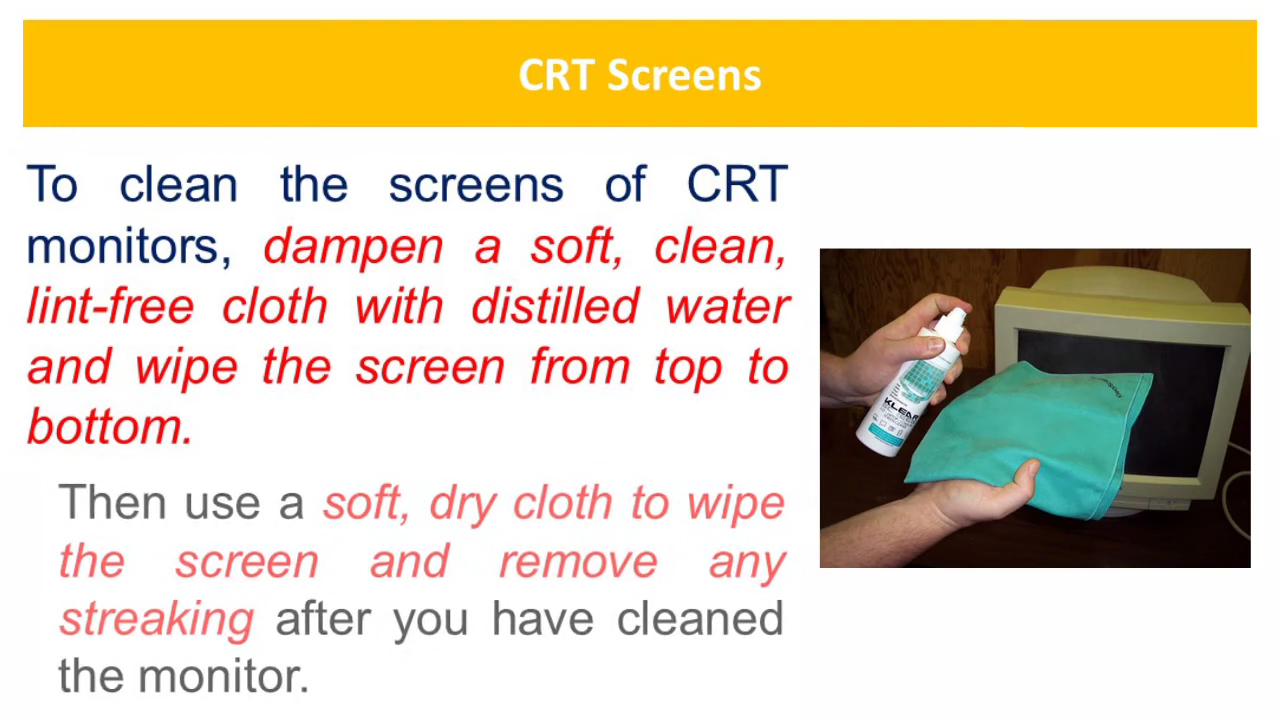 CRT Screens
To clean the screens of CRT
monitors, dampen a soft, clean,
lint-free cloth with distilled water
and wipe the screen from top to
bottom.
Then use a soft, dry cloth to wipe
the screen and remove any
streaking after you have cleaned
the monitor.
KLEAR